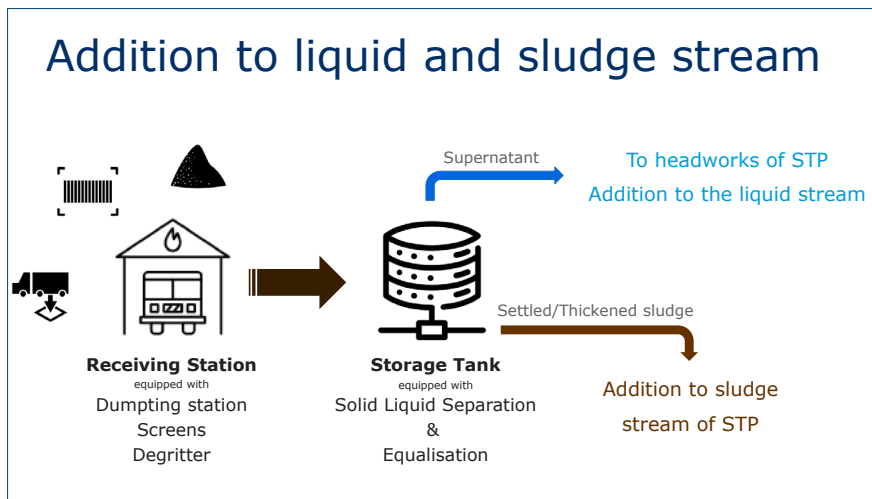 Addition to liquid and sludge stream
Supernatant
To headworks of STP
Addition to the liquid stream
Settled/Thickened sludge
Receiving Station
equipped with
Dumpting station
Screens
Degritter
Storage Tank
equipped with
Solid Liquid Separation
&
Equalisation
Addition to sludge
stream of STP